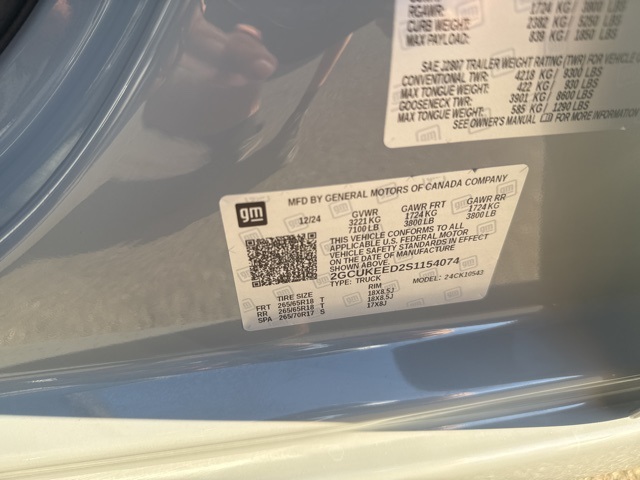 RGAWR: 1724 KG / 3800 LBS
CURB WEIGHT: 2382 KG / 5250 LBS
MAX PAYLOAD: 839 KG / 1850 LBS
SAE J2807 TRAILER WEIGHT RATING (TWR) FOR VEHICLE
CONVENTIONAL TWR: 4218 KG / 9300 LBS
MAX TONGUE WEIGHT: 422 KG / 930 LBS
GOOSENECK TWR: 3901 KG / 8600 LBS
MAX TONGUE WEIGHT: 585 KG / 1290 LBS
SEE OWNER'S MANUAL FOR MORE INFORMATION
gm
MFD BY GENERAL MOTORS OF CANADA COMPANY
12/24 GVWR GAWR FRT GAWR RR
3221 KG 1724 KG 1724 KG
7100 LB 3800 LB 3800 LB
THIS VEHICLE CONFORMS TO ALL
APPLICABLE U.S. FEDERAL MOTOR
VEHICLE SAFETY STANDARDS IN EFFECT
ON THE DATE OF MANUFACTURE SHOWN ABOVE.
2GCUKEED2S1154074
TYPE: TRUCK MODEL: 24CK10543
TIRE SIZE RIM
FRT 265/65R18 T 18X8.5J
RR 265/65R18 T 18X8.5J
SPA 265/70R17 S 17X8J